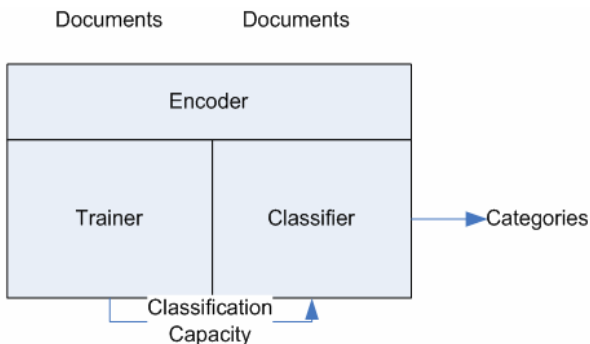 Documents Documents
Encoder
Trainer Classifier
Categories
Classification
Capacity